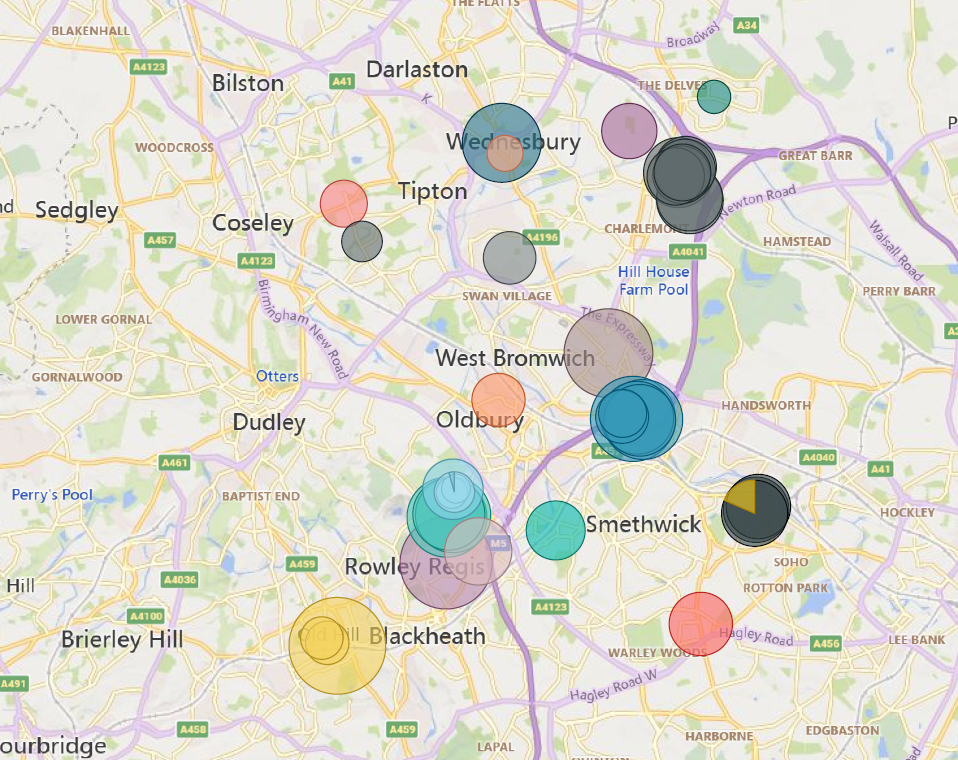 THE FLATTS
A34
BLAKENHALL
Broadway
A4123
Darlaston
Bilston
A41
THE DELVES
K
Wednesbury
WOODCROSS
GREAT BARR
P
Tipton
Newton Road
nd
Sedgley
Coseley
CHARLEMON
A4196
A457
HAMSTEAD
Walsall Road
A4123
A4041
Hill House
Farm Pool
PERRY BARR
SWAN VILLAGE
Birmingham New Road
LOWER GORNAL
The Expressway
A
West Bromwich
GORNALWOOD
Otters
HANDSWORTH
Oldbury
Dudley
A4040
A461
A41
Perry's Pool
BAPTIST END
HOCKLEY
Smethwick
M5
SOHO
A459
Rowley Regis
A4036
Hill
ROTTON PARK
A4123
A4100
Old Hill
Blackheath
Brierley Hill
Hagley Road
LEE BANK
A456
WARLEY WOODS
A491
Hagley Road W
A458
A459
EDGBASTON
HARBORNE
ourbridge
LAPAL